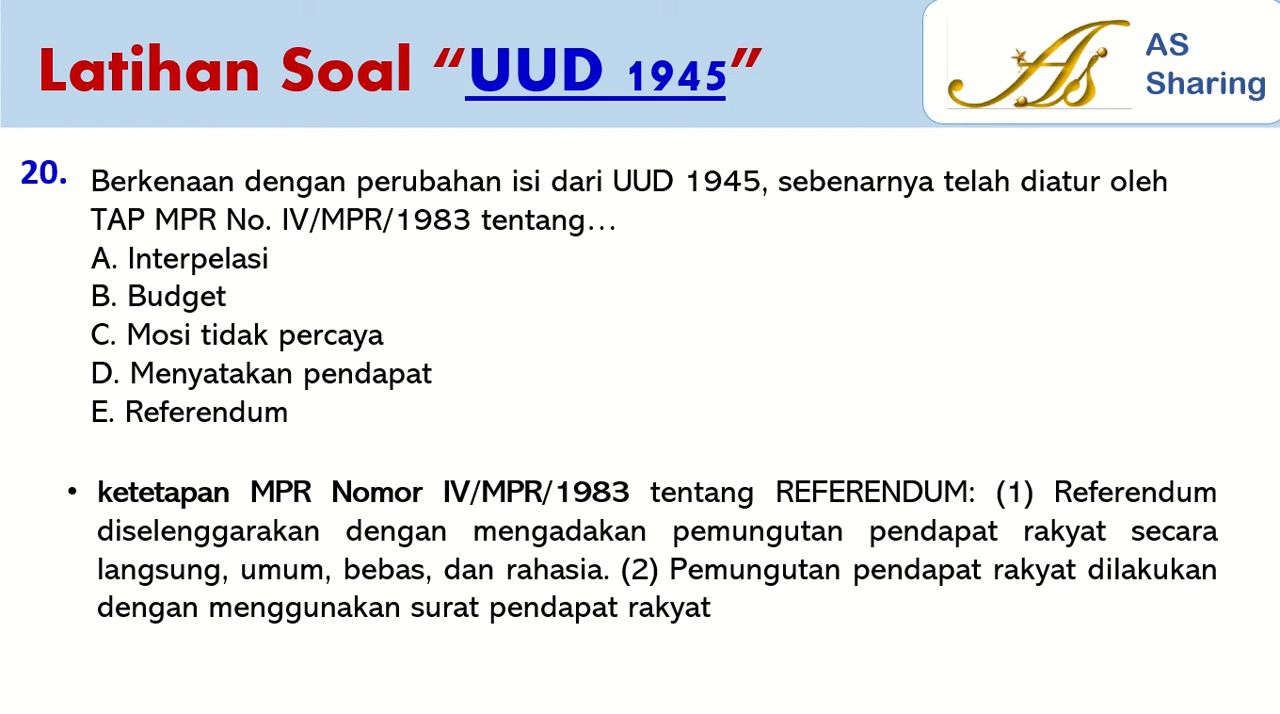 Latihan Soal “UUD 1945”
AS
Sharing
20.
Berkenaan dengan perubahan isi dari UUD 1945, sebenarnya telah diatur oleh
TAP MPR No. IV/MPR/1983 tentang…
A. Interpelasi
B. Budget
C. Mosi tidak percaya
D. Menyatakan pendapat
E. Referendum
• ketetapan MPR Nomor IV/MPR/1983 tentang REFERENDUM: (1) Referendum
diselenggarakan dengan mengadakan pemungutan pendapat rakyat secara
langsung, umum, bebas, dan rahasia. (2) Pemungutan pendapat rakyat dilakukan
dengan menggunakan surat pendapat rakyat